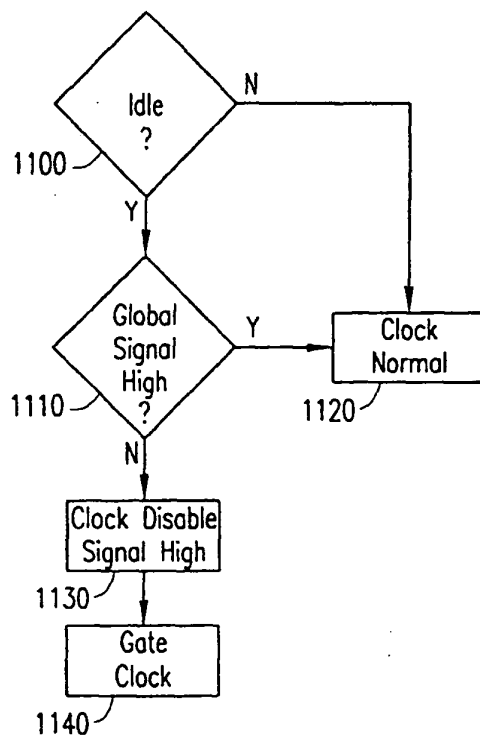 Idle
?
N
1100
Y
Global
Signal
High
?
Y
1110
Clock
Normal
1120
N
Clock Disable
Signal High
1130
Gate
Clock
1140